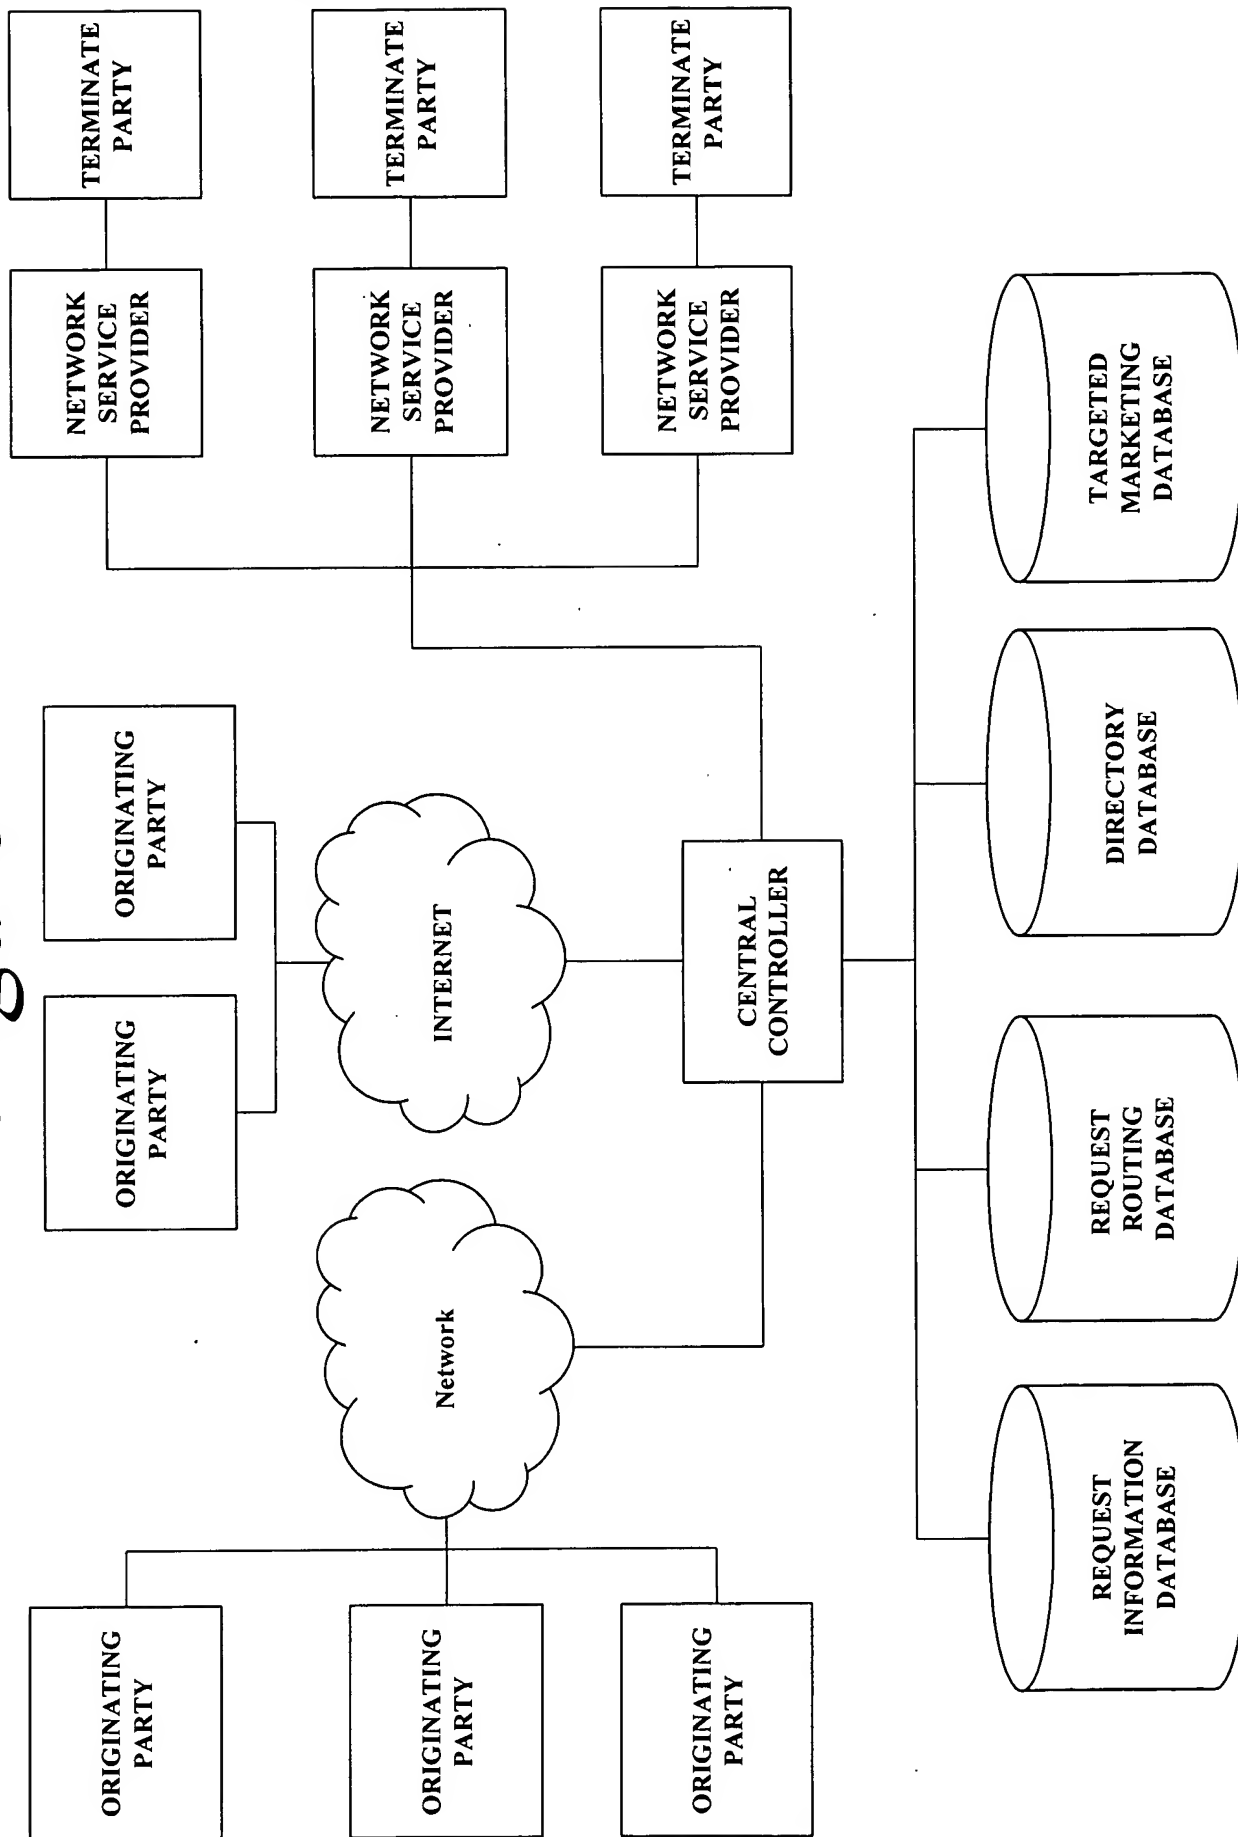 ORIGINATING
PARTY
ORIGINATING
PARTY
ORIGINATING
PARTY
NETWORK
SERVICE
PROVIDER
TERMINATE
PARTY
ORIGINATING
PARTY
Network
INTERNET
NETWORK
SERVICE
PROVIDER
TERMINATE
PARTY
ORIGINATING
PARTY
CENTRAL
CONTROLLER
NETWORK
SERVICE
PROVIDER
TERMINATE
PARTY
REQUEST
INFORMATION
DATABASE
REQUEST
ROUTING
DATABASE
DIRECTORY
DATABASE
TARGETED
MARKETING
DATABASE